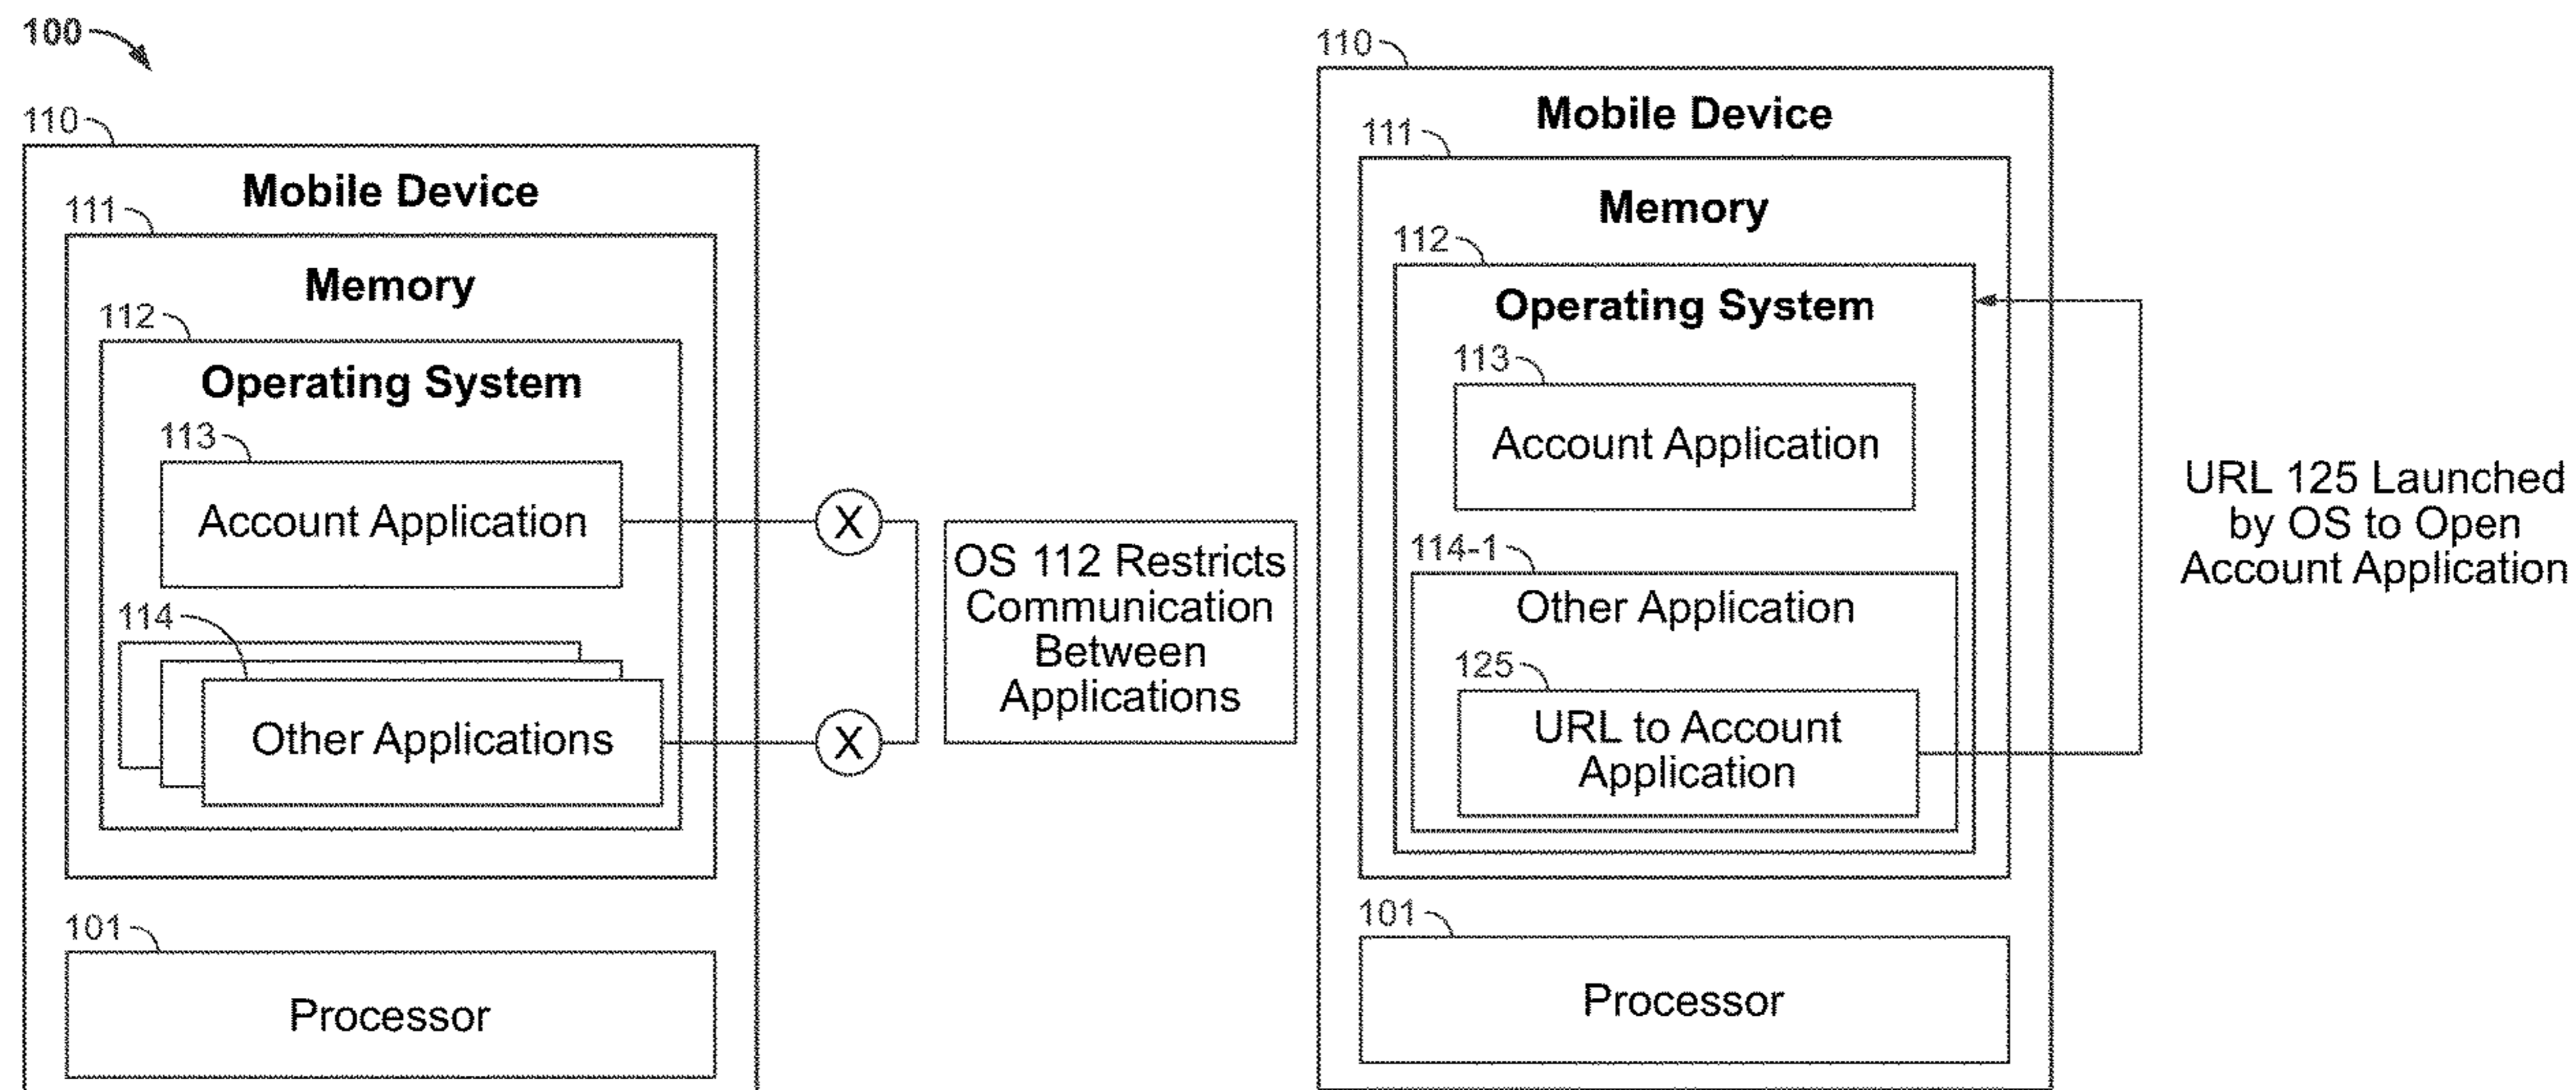 100
110
Mobile Device
111
Memory
112
Operating System
113
Account Application
114
Other Applications
101
Processor
X
X
OS 112 Restricts
Communication
Between
Applications
110
Mobile Device
111
Memory
112
Operating System
113
Account Application
114-1
Other Application
125
URL to Account
Application
101
Processor
URL 125 Launched
by OS to Open
Account Application